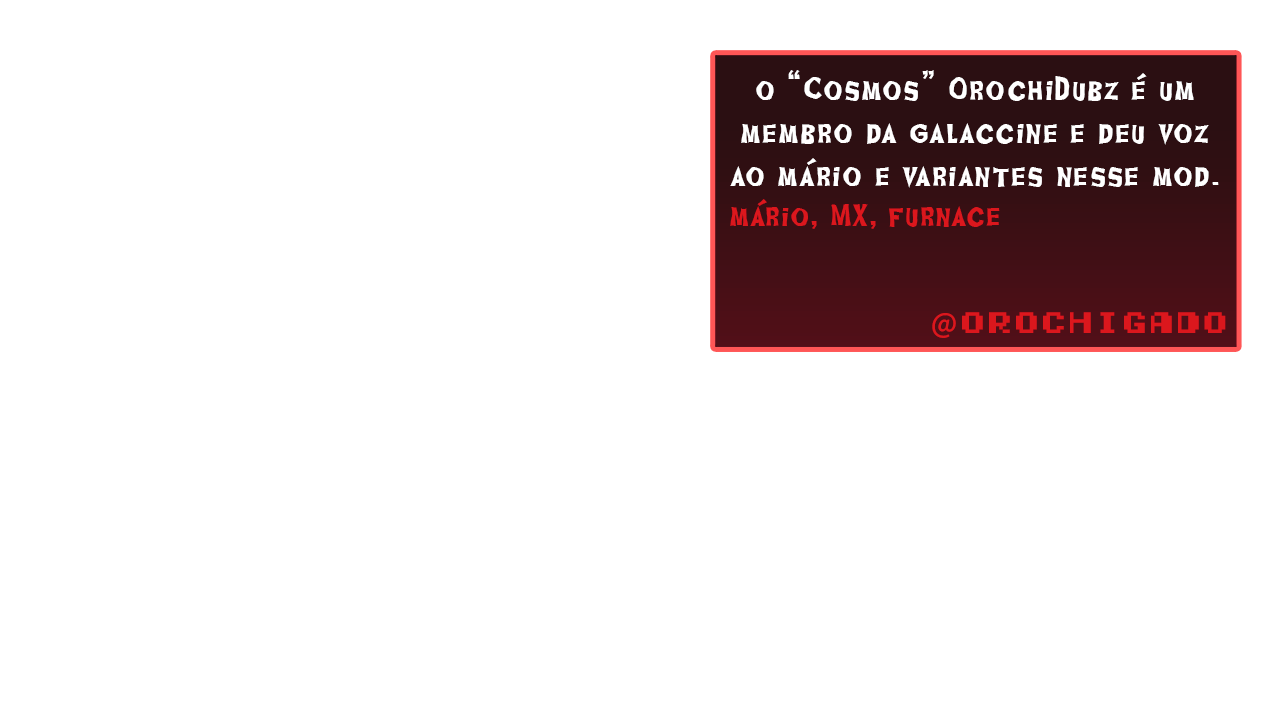 o “Cosmos” OrochiDubz é um
membro da galaccine e deu voz
ao mário e variantes nesse mod.
mário, MX, furnace
@OROCHIGADO